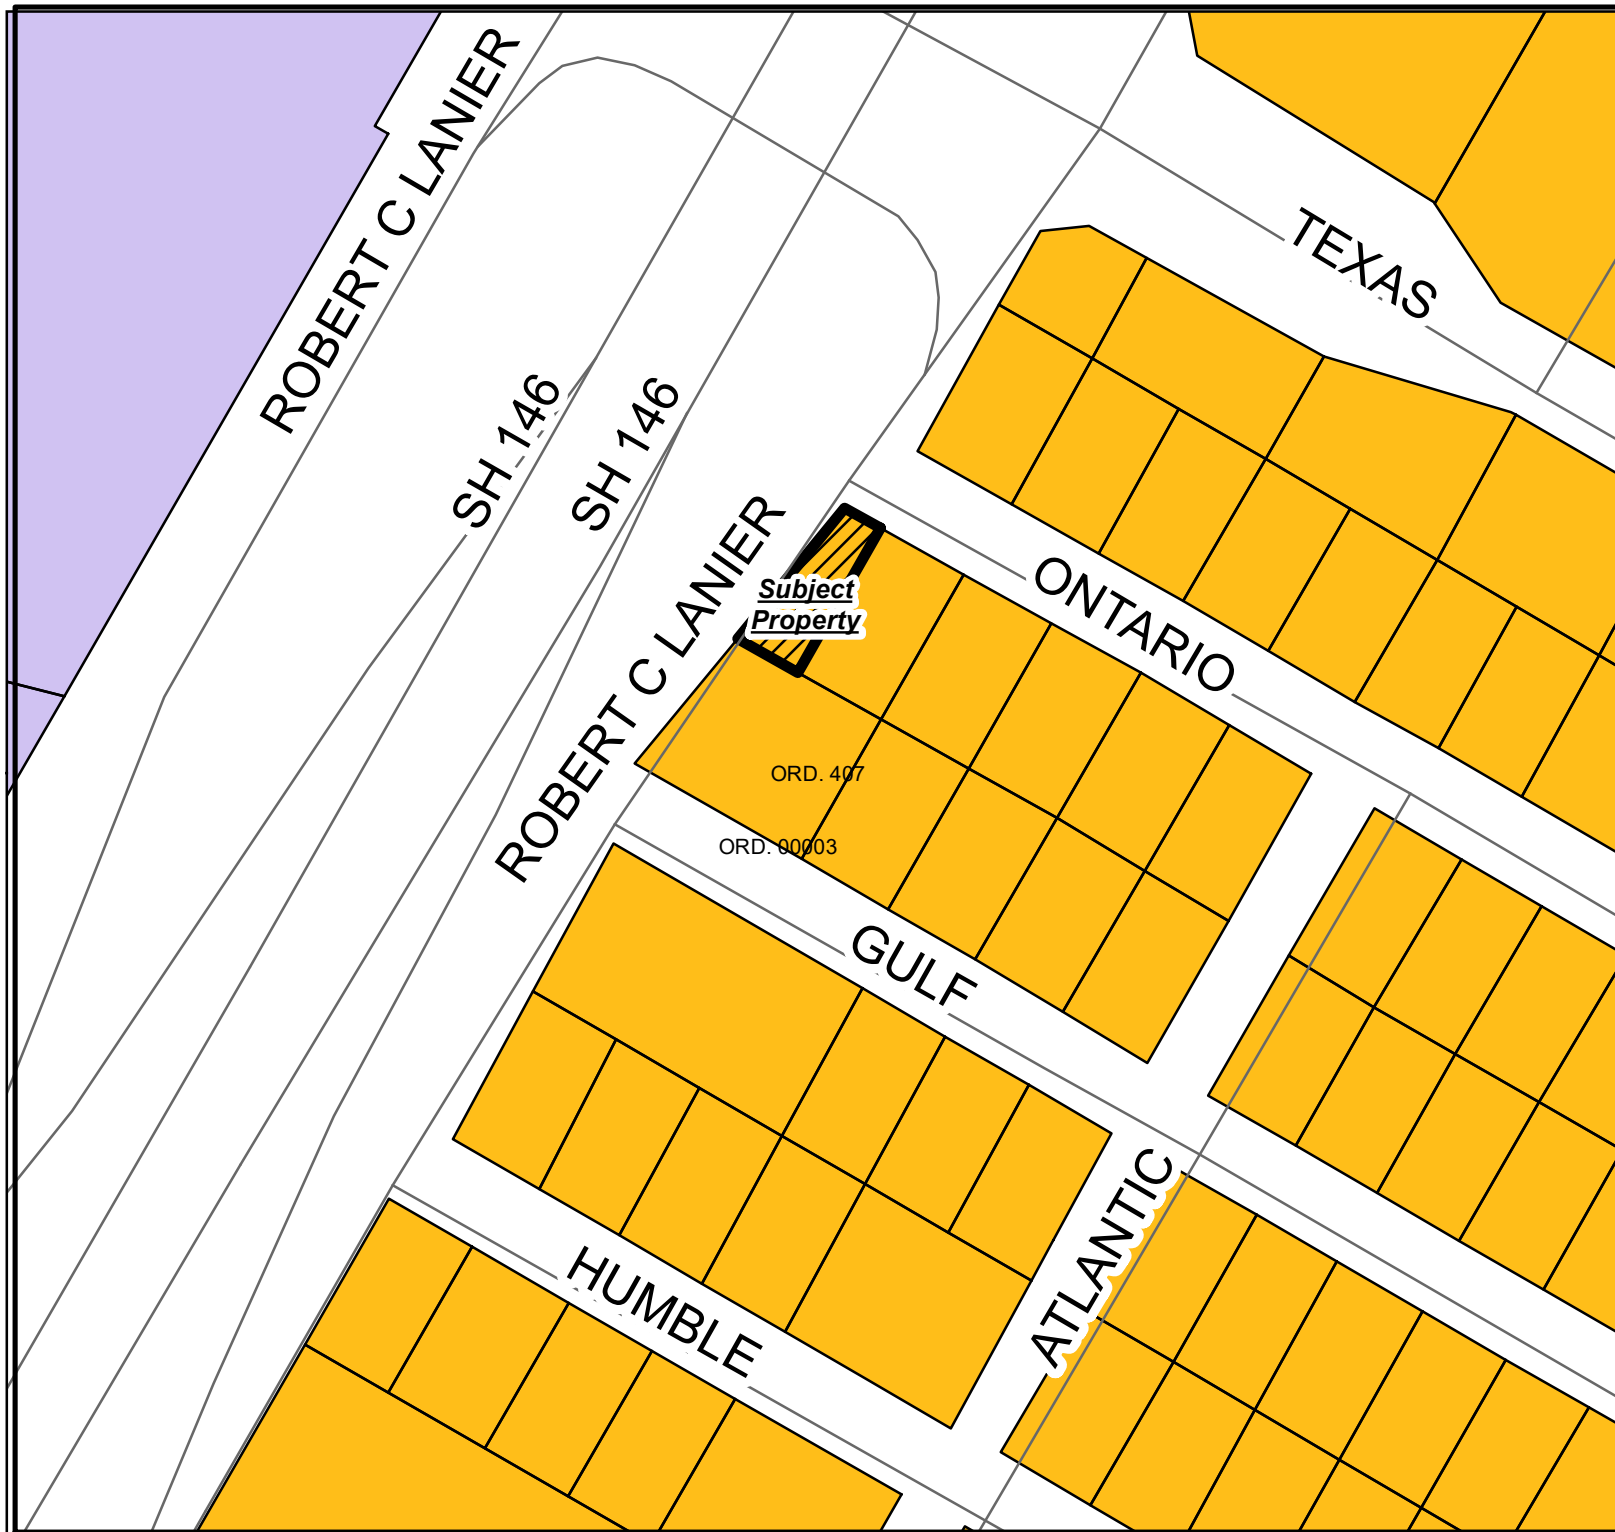 ROBERT C LANIER
TEXAS
SH 146
SH 146
ROBERT C LANIER
Subject
Property
ONTARIO
ORD. 407
ORD. 00003
GULF
ATLANTIC
HUMBLE